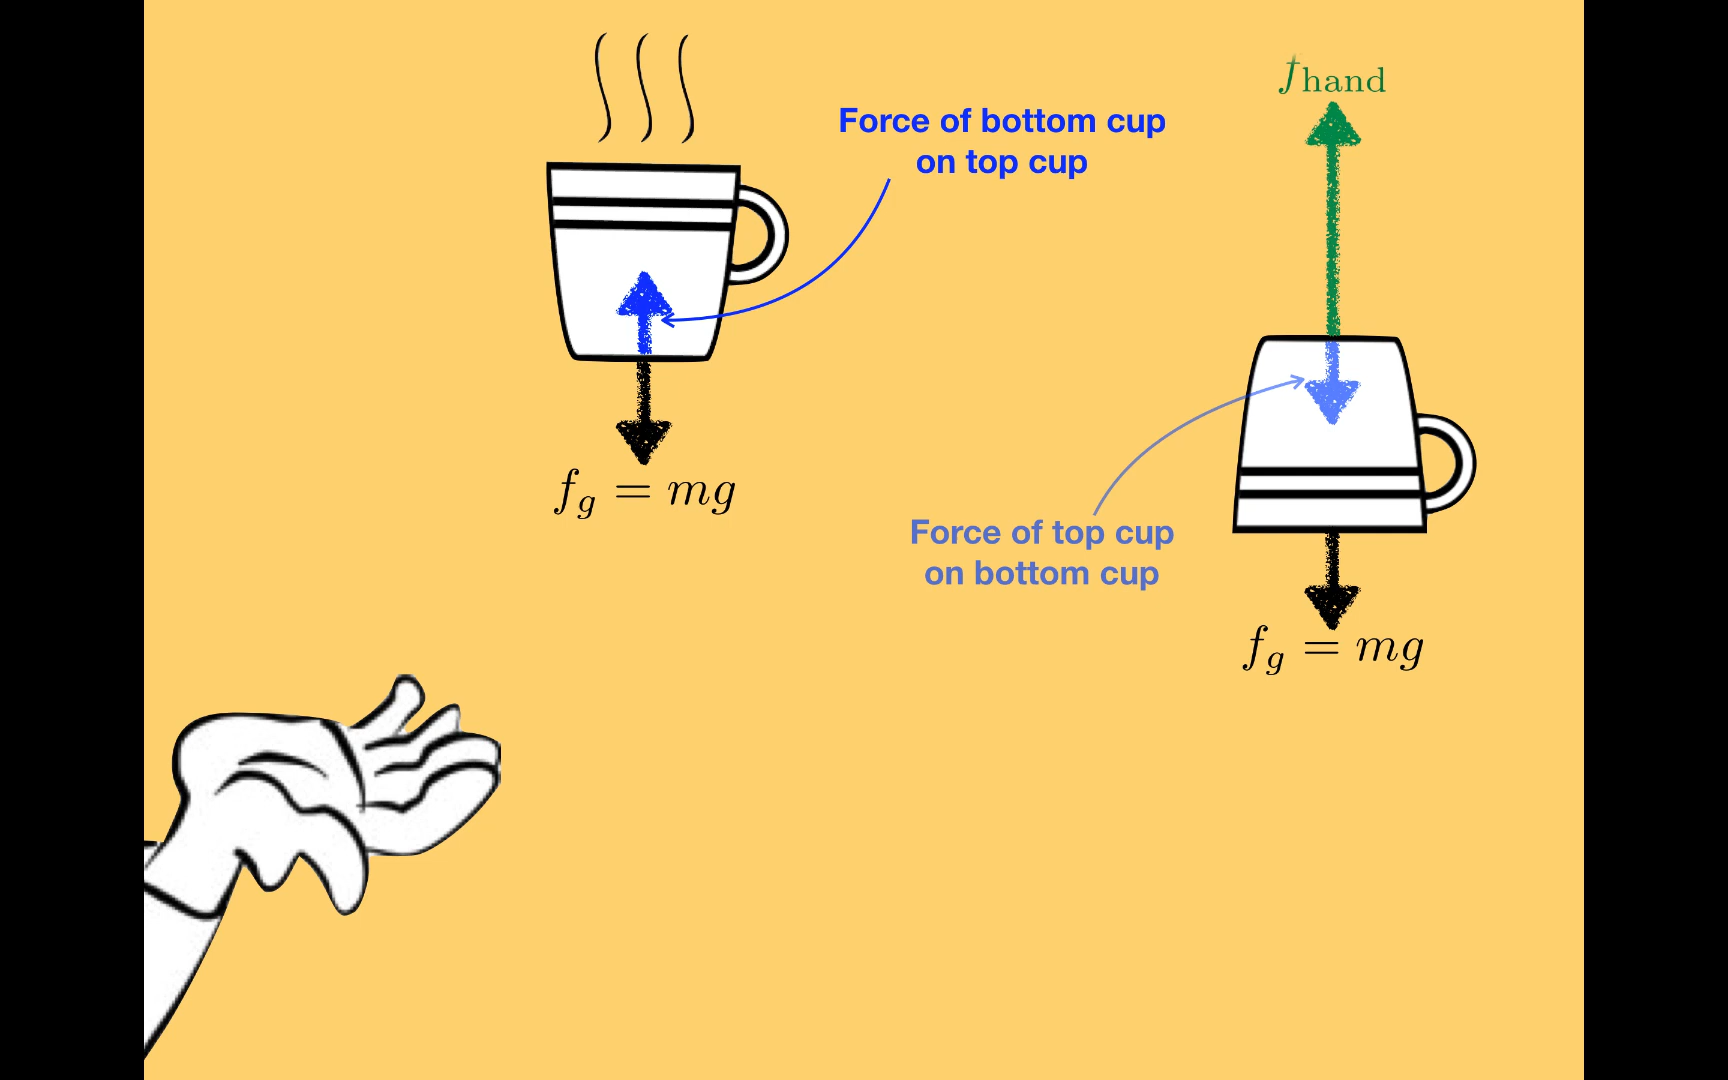 Force of bottom cup
on top cup
f_hand
f_g = mg
Force of top cup
on bottom cup
f_g = mg